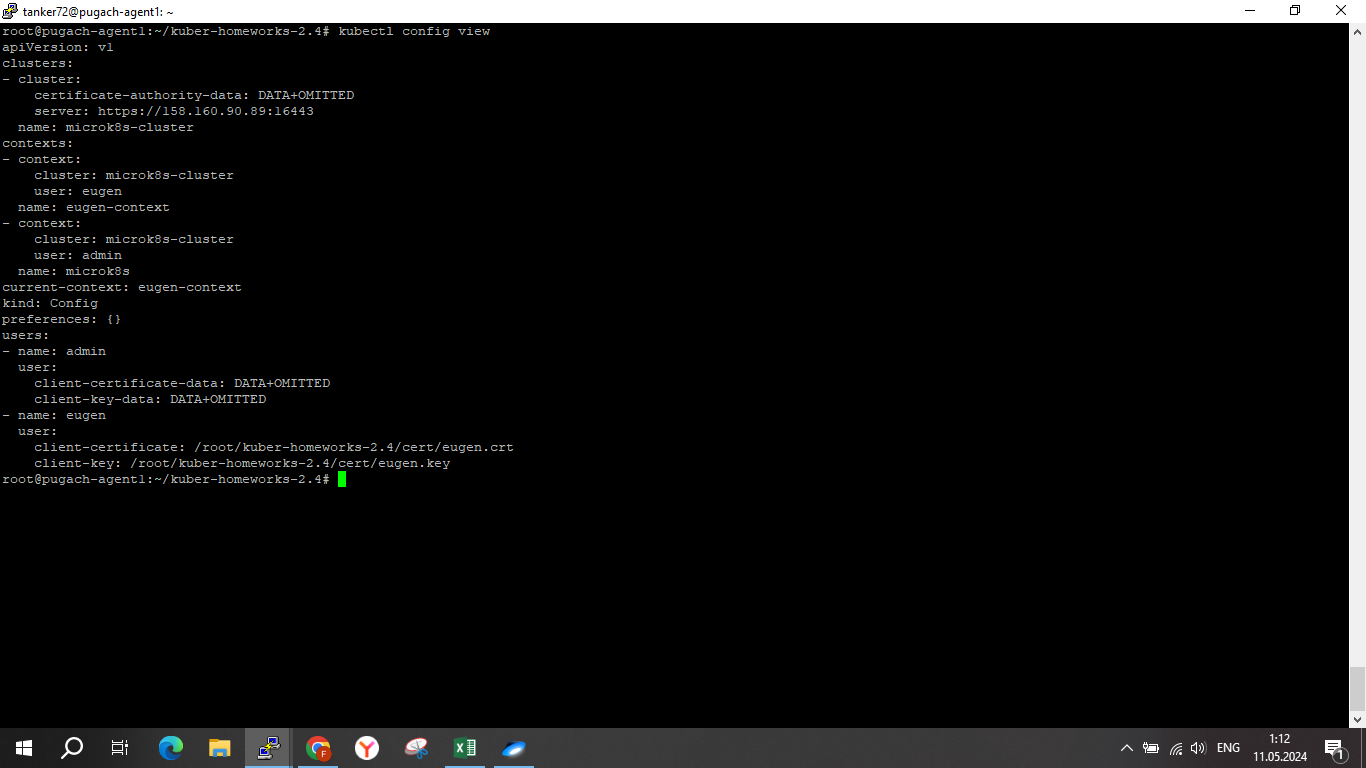 tanker72@pugach-agent1: ~
root@pugach-agent1:~/kuber-homeworks-2.4# kubectl config view
apiVersion: v1
clusters:
- cluster:
    certificate-authority-data: DATA+OMITTED
    server: https://158.160.90.89:16443
  name: microk8s-cluster
contexts:
- context:
    cluster: microk8s-cluster
    user: eugen
  name: eugen-context
- context:
    cluster: microk8s-cluster
    user: admin
  name: microk8s
current-context: eugen-context
kind: Config
preferences: {}
users:
- name: admin
  user:
    client-certificate-data: DATA+OMITTED
    client-key-data: DATA+OMITTED
- name: eugen
  user:
    client-certificate: /root/kuber-homeworks-2.4/cert/eugen.crt
    client-key: /root/kuber-homeworks-2.4/cert/eugen.key
root@pugach-agent1:~/kuber-homeworks-2.4#
F
ENG
1:12
11.05.2024
1